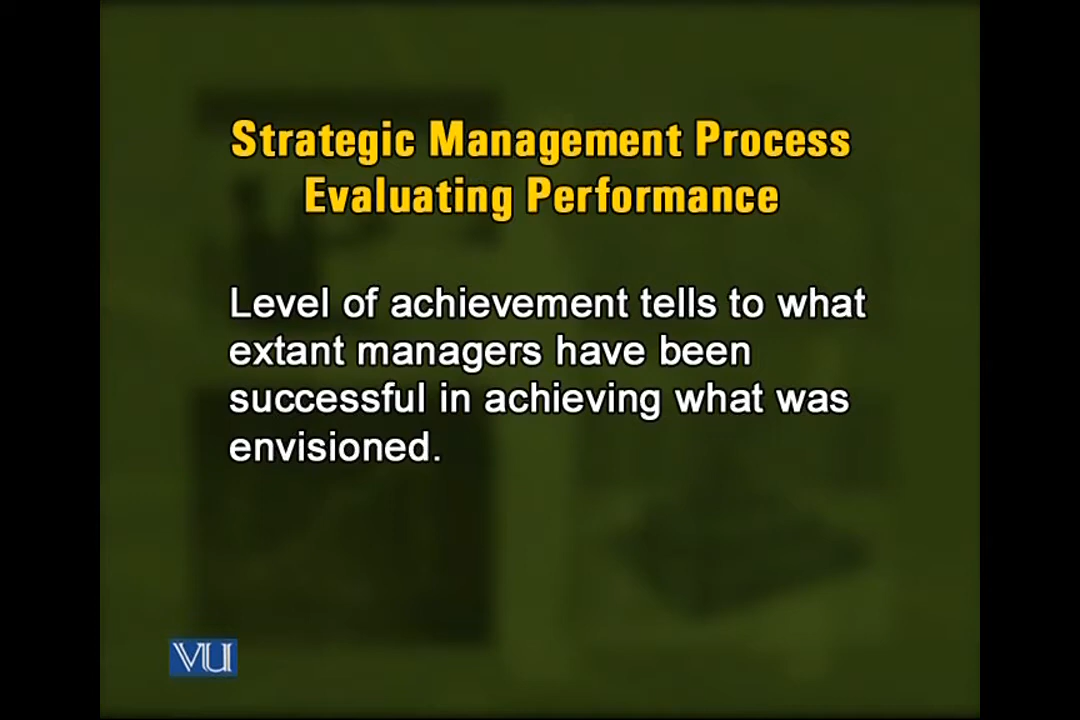 Strategic Management Process
Evaluating Performance
Level of achievement tells to what
extant managers have been
successful in achieving what was
envisioned.
VU